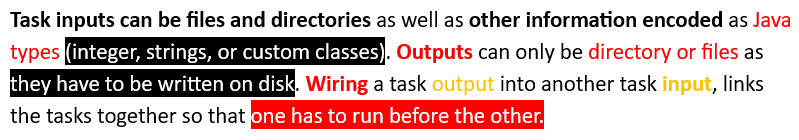 Task inputs can be files and directories as well as other information encoded as Java
types (integer, strings, or custom classes). Outputs can only be directory or files as
they have to be written on disk. Wiring a task output into another task input, links
the tasks together so that one has to run before the other.